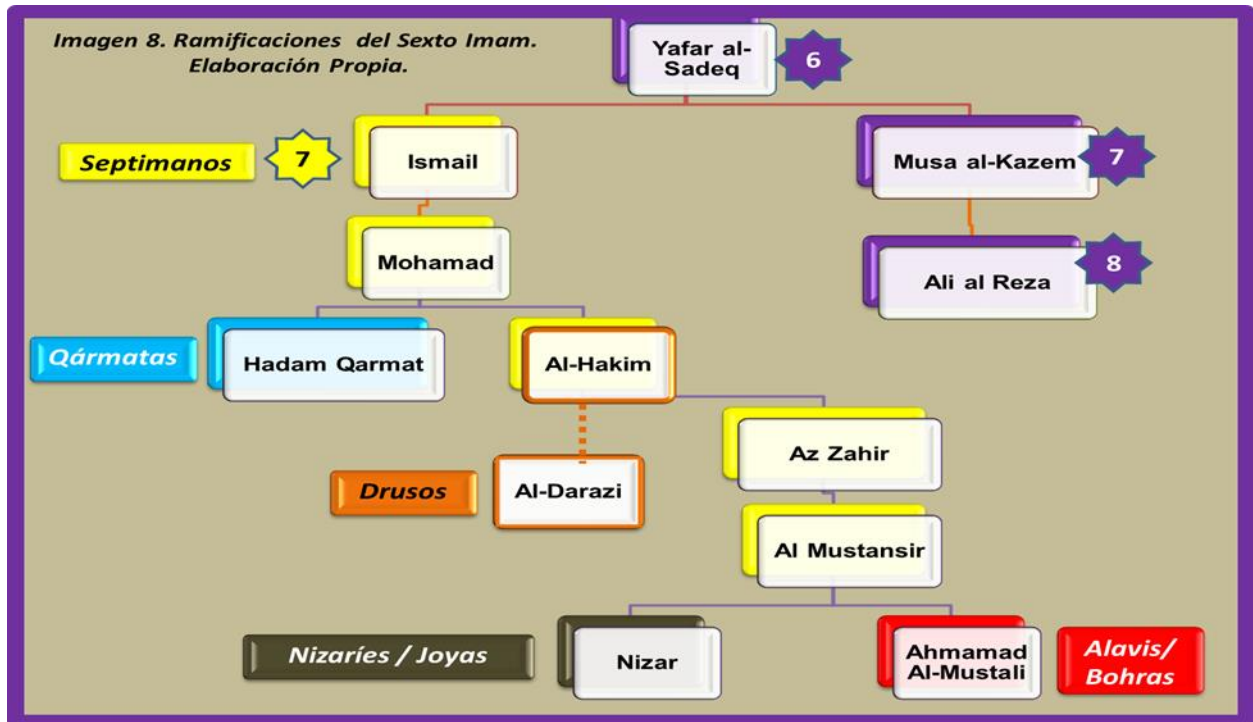 Imagen 8. Ramificaciones del Sexto Imam.
Elaboración Propia.
Yafar al-
Sadeq
6
Septimanos
7
Ismail
Musa al-Kazem
7
Mohamad
Ali al Reza
8
Qármatas
Hadam Qarmat
Al-Hakim
Az Zahir
Drusos
Al-Darazi
Al Mustansir
Nizaríes / Joyas
Nizar
Ahmamad
Al-Mustali
Alavis/
Bohras